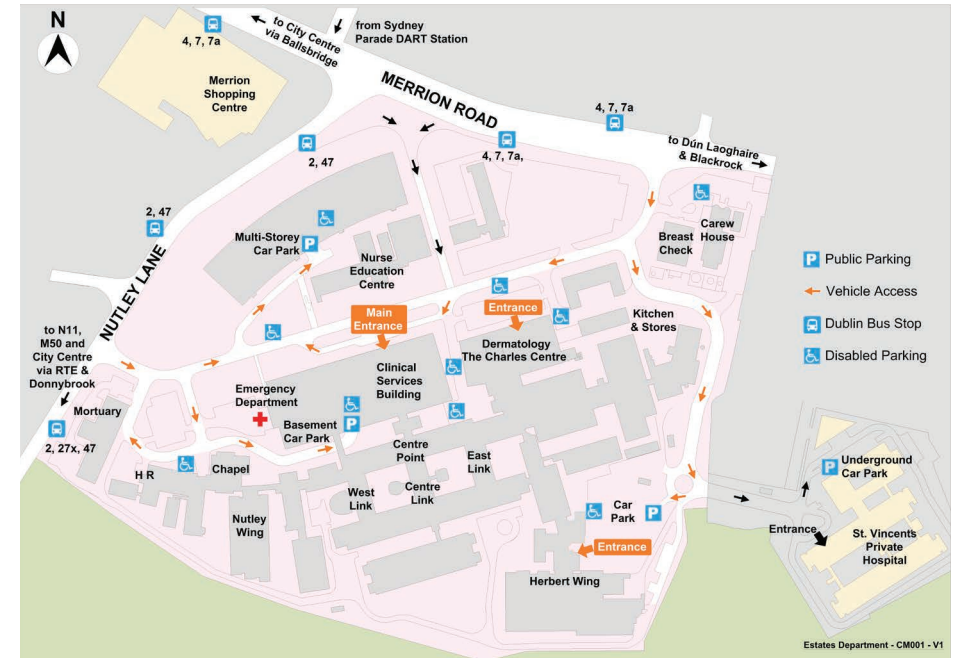 N
to City Centre
via Ballsbridge
from Sydney
Parade DART Station
4, 7, 7a
Merrion
Shopping
Centre
MERRION ROAD
4, 7, 7a
4, 7, 7a,
to Dún Laoghaire
& Blackrock
2, 47
2, 47
NUTLEY LANE
Multi-Storey
Car Park
P
Nurse
Education
Centre
Carew
House
Breast
Check
P Public Parking
Vehicle Access
Dublin Bus Stop
Disabled Parking
Main
Entrance
Entrance
Kitchen
& Stores
Dermatology
The Charles Centre
to N11,
M50 and
City Centre
via RTE &
Donnybrook
Clinical
Services
Building
Emergency
Department
Mortuary
2, 27x, 47
Basement
Car Park
P
H R
Chapel
Centre
Point
East
Link
West
Link
Centre
Link
Nutley
Wing
Car
Park
P
Entrance
Herbert Wing
P
Underground
Car Park
Entrance
St. Vincent's
Private
Hospital
Estates Department - CM001 - V1